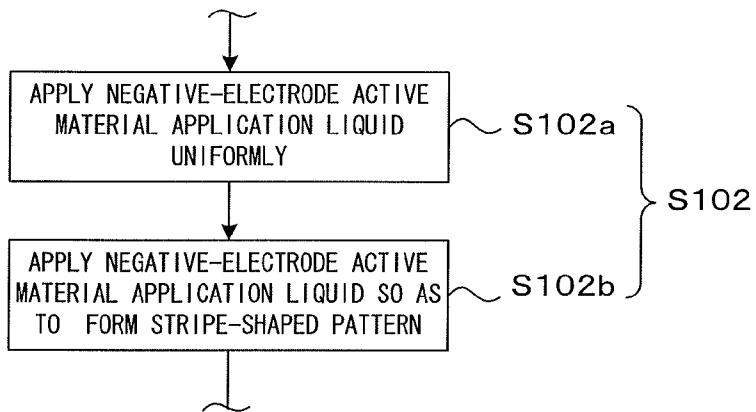 APPLY NEGATIVE-ELECTRODE ACTIVE
MATERIAL APPLICATION LIQUID
UNIFORMLY
S102a
S102
APPLY NEGATIVE-ELECTRODE ACTIVE
MATERIAL APPLICATION LIQUID SO AS
TO FORM STRIPE-SHAPED PATTERN
S102b